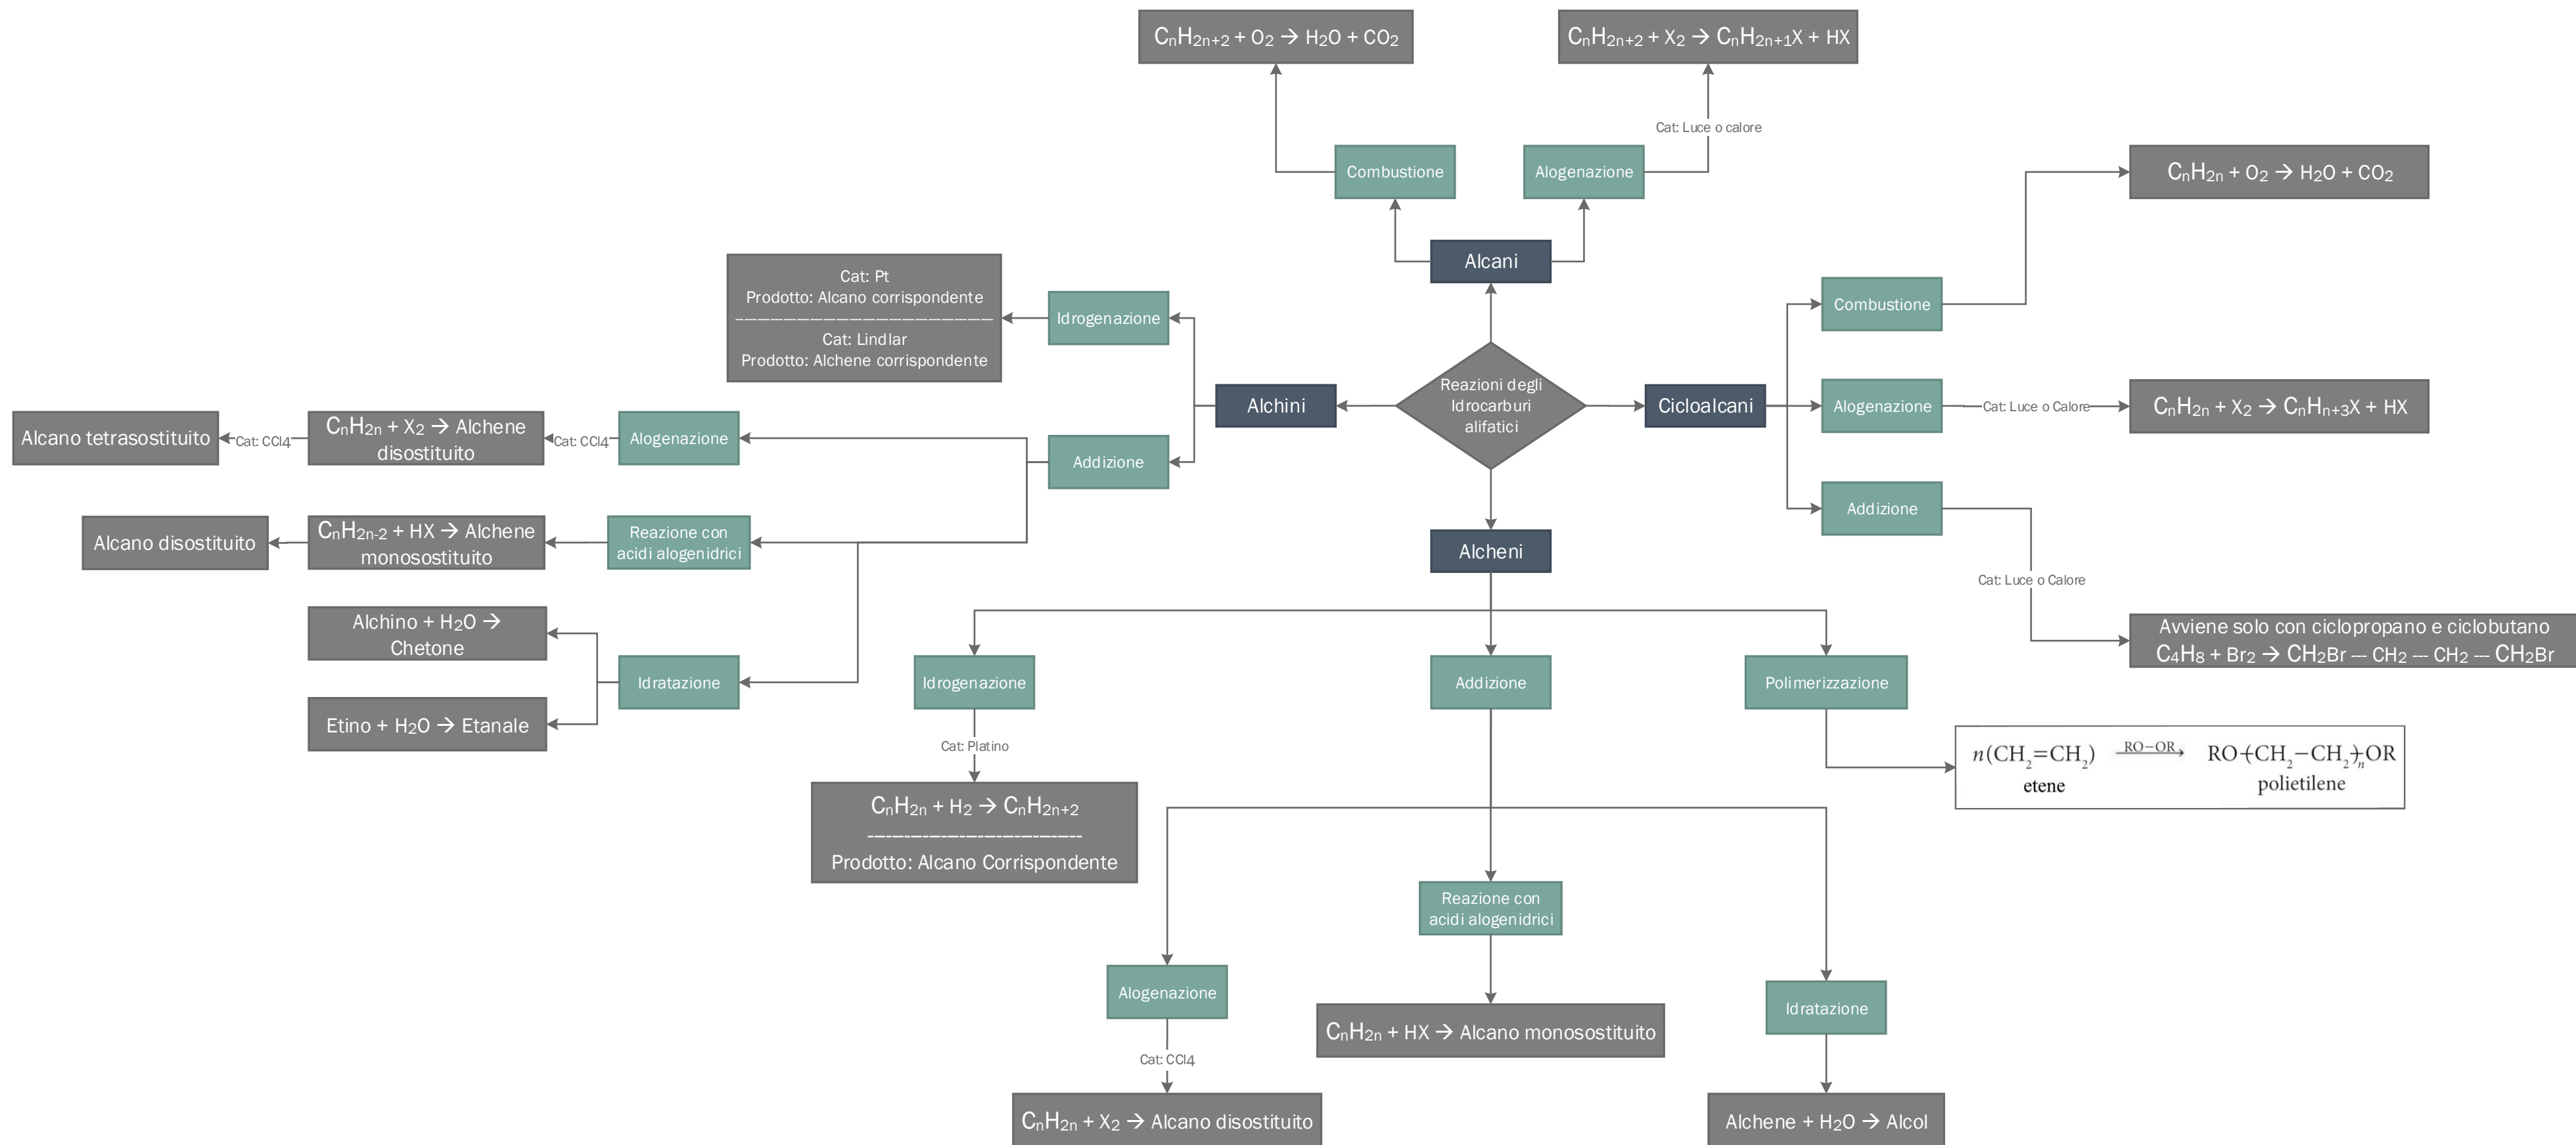 CnH2n+2 + O2 → H2O + CO2
CnH2n+2 + X2 → CnH2n+1X + HX
Cat: Luce o calore
Combustione
Alogenazione
Alcani
CnH2n + O2 → H2O + CO2
Combustione
Alogenazione
Cat: Luce o Calore
CnH2n + X2 → CnHn+3X + HX
Cicloalcani
Addizione
Cat: Luce o Calore
Avviene solo con ciclopropano e ciclobutano
C4H8 + Br2 → CH2Br --- CH2 --- CH2 --- CH2Br
Reazioni degli
Idrocarburi
alifatici
Alchini
Idrogenazione
Cat: Pt
Prodotto: Alcano corrispondente
------------------------------------------------
Cat: Lindlar
Prodotto: Alchene corrispondente
Addizione
Alogenazione
Cat: CCl4
CnH2n + X2 → Alchene
disostituito
Cat: CCl4
Alcano tetrasostituito
Reazione con
acidi alogenidrici
CnH2n-2 + HX → Alchene
monosostituito
Alcano disostituito
Idratazione
Alchino + H2O →
Chetone
Etino + H2O → Etanale
Alcheni
Idrogenazione
Cat: Platino
CnH2n + H2 → CnH2n+2
-----------------------------------
Prodotto: Alcano Corrispondente
Addizione
Polimerizzazione
n(CH2=CH2) RO−OR → RO-(CH2−CH2)-nOR
etene polietilene
Reazione con
acidi alogenidrici
CnH2n + HX → Alcano monosostituito
Alogenazione
Cat: CCl4
CnH2n + X2 → Alcano disostituito
Idratazione
Alchene + H2O → Alcol